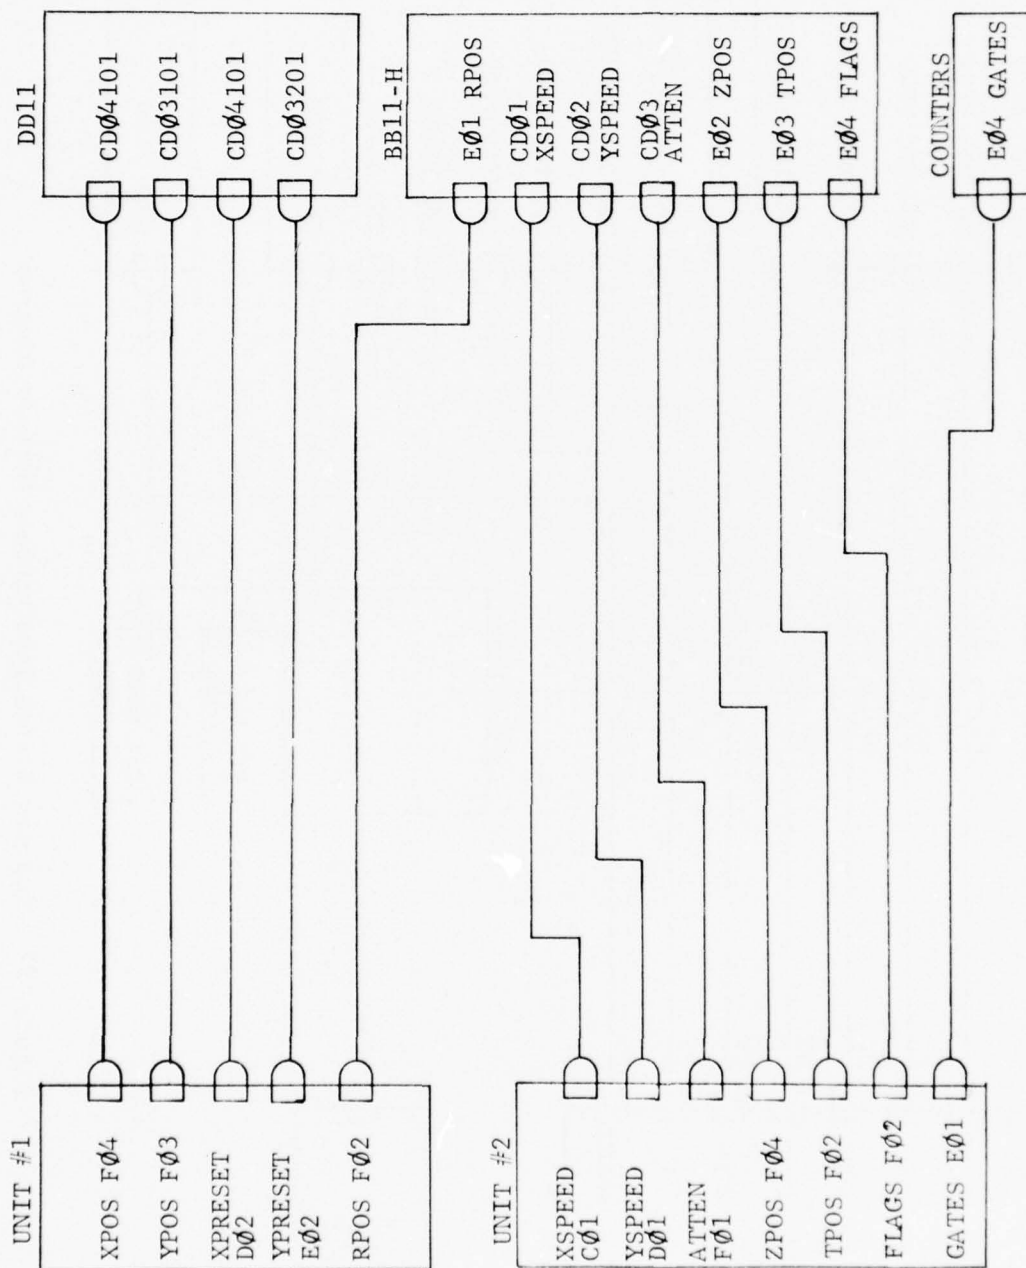 DD11
CDØ4101
CDØ3101
CDØ4101
CDØ3201
BB11-H
EØ1 RPOS
CDØ1
XSPEED
CDØ2
YSPEED
CDØ3
ATTEN
EØ2 ZPOS
EØ3 TPOS
EØ4 FLAGS
COUNTERS
EØ4 GATES
UNIT #1
XPOS FØ4
YPOS FØ3
XPRESET
DØ2
YPRESET
EØ2
RPOS FØ2
UNIT #2
XSPEED
CØ1
YSPEED
DØ1
ATTEN
FØ1
ZPOS FØ4
TPOS FØ2
FLAGS FØ2
GATES EØ1